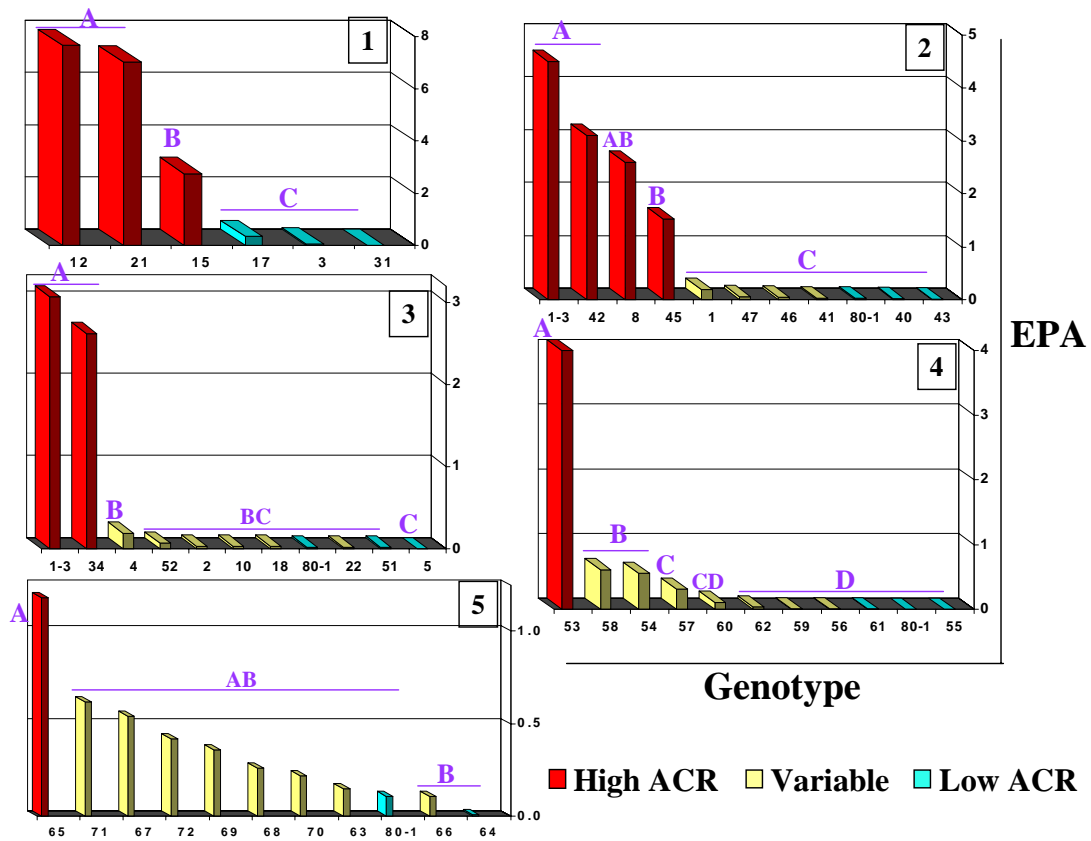 1
A
B
C
8
6
4
2
0
12 21 15 17 3 31
2
A
AB
B
C
5
4
3
2
1
0
1-3 42 8 45 1 47 46 41 80-1 40 43
3
A
B
BC
C
3
2
1
0
1-3 34 4 52 2 10 18 80-1 22 51 5
4
A
B
C
CD
D
4
3
2
1
0
53 58 54 57 60 62 59 56 61 80-1 55
EPA
5
A
AB
B
1.0
0.5
0.0
65 71 67 72 69 68 70 63 80-1 66 64
Genotype
High ACR Variable Low ACR